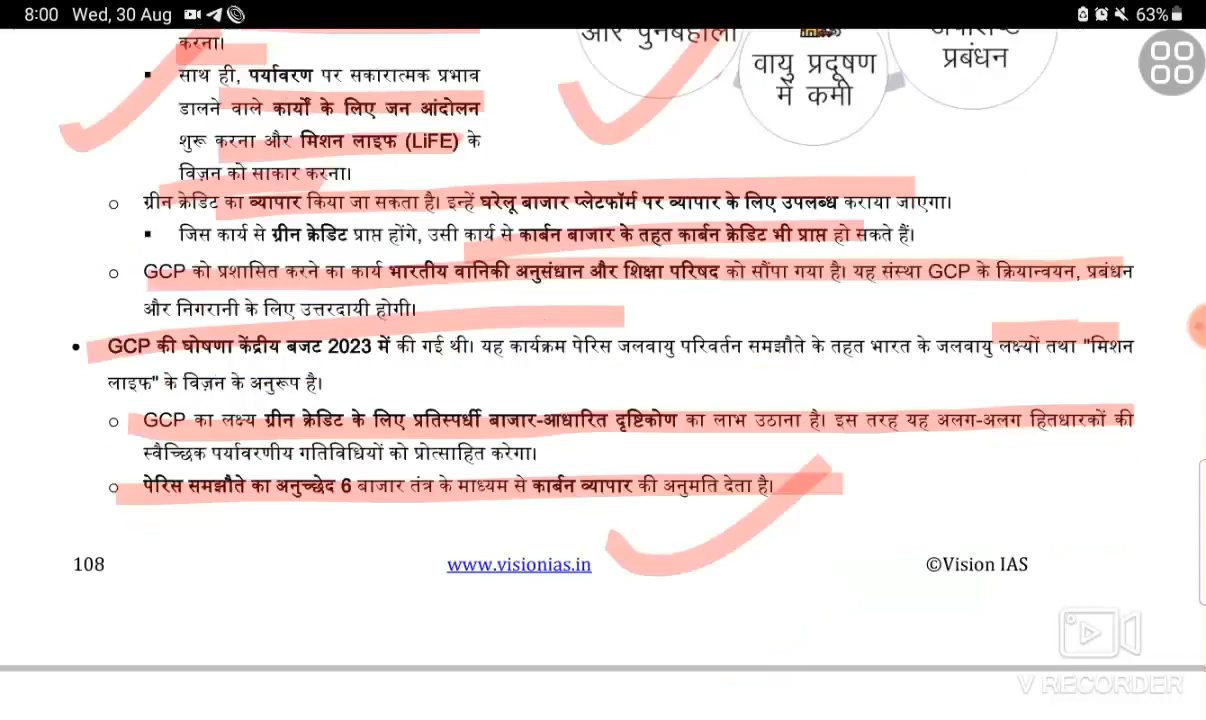 8:00 Wed, 30 Aug
63%
करना।
▪ साथ ही, पर्यावरण पर सकारात्मक प्रभाव
डालने वाले कार्यों के लिए जन आंदोलन
शुरू करना और मिशन लाइफ (LiFE) के
विज़न को साकार करना।
वायु प्रदूषण
में कमी
प्रबंधन
o ग्रीन क्रेडिट का व्यापार किया जा सकता है। इन्हें घरेलू बाजार प्लेटफॉर्म पर व्यापार के लिए उपलब्ध कराया जाएगा।
▪ जिस कार्य से ग्रीन क्रेडिट प्राप्त होंगे, उसी कार्य से कार्बन बाजार के तहत कार्बन क्रेडिट भी प्राप्त हो सकते हैं।
o GCP को प्रशासित करने का कार्य भारतीय वानिकी अनुसंधान और शिक्षा परिषद को सौंपा गया है। यह संस्था GCP के क्रियान्वयन, प्रबंधन
और निगरानी के लिए उत्तरदायी होगी।
• GCP की घोषणा केंद्रीय बजट 2023 में की गई थी। यह कार्यक्रम पेरिस जलवायु परिवर्तन समझौते के तहत भारत के जलवायु लक्ष्यों तथा "मिशन
लाइफ" के विज़न के अनुरूप है।
o GCP का लक्ष्य ग्रीन क्रेडिट के लिए प्रतिस्पर्धी बाजार-आधारित दृष्टिकोण का लाभ उठाना है। इस तरह यह अलग-अलग हितधारकों की
स्वैच्छिक पर्यावरणीय गतिविधियों को प्रोत्साहित करेगा।
o पेरिस समझौते का अनुच्छेद 6 बाजार तंत्र के माध्यम से कार्बन व्यापार की अनुमति देता है।
108
www.visionias.in
©Vision IAS
V RECORDER